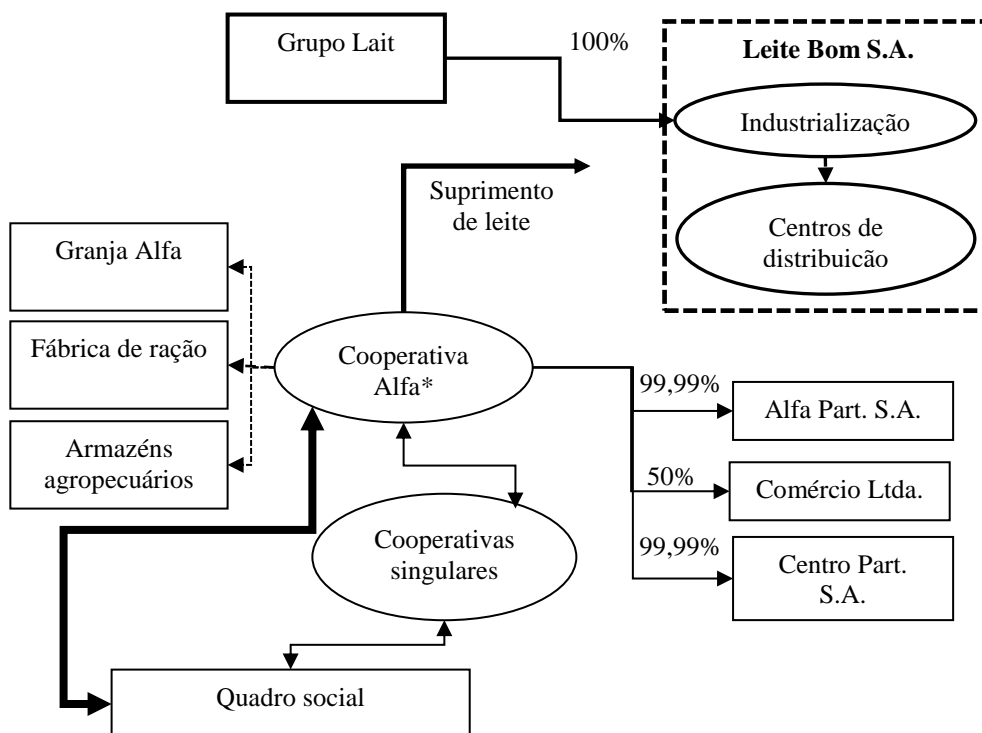 Grupo Lait
100%
Leite Bom S.A.
Industrialização
Suprimento
de leite
Centros de
distribuicão
Granja Alfa
Fábrica de ração
Cooperativa
Alfa*
99,99%
Alfa Part. S.A.
Armazéns
agropecuários
50%
Comércio Ltda.
Cooperativas
singulares
99,99%
Centro Part.
S.A.
Quadro social